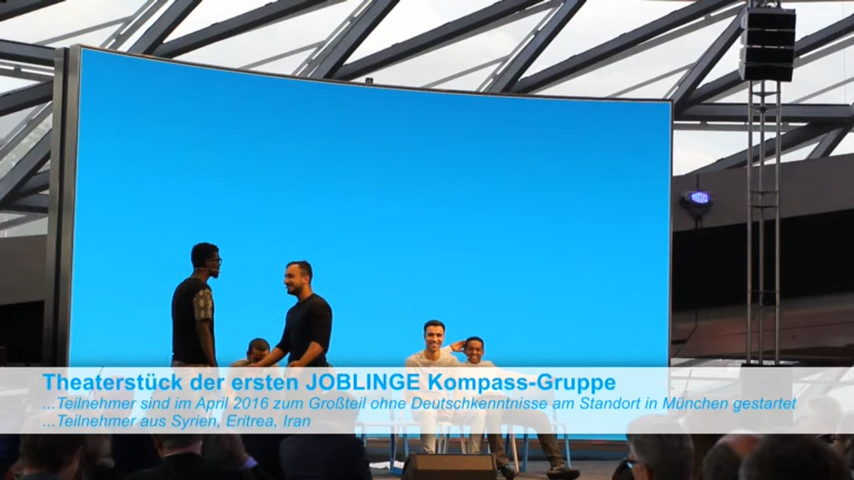 Theaterstück der ersten JOBLINGE Kompass-Gruppe
...Teilnehmer sind im April 2016 zum Großteil ohne Deutschkenntnisse am Standort in München gestartet
...Teilnehmer aus Syrien, Eritrea, Iran